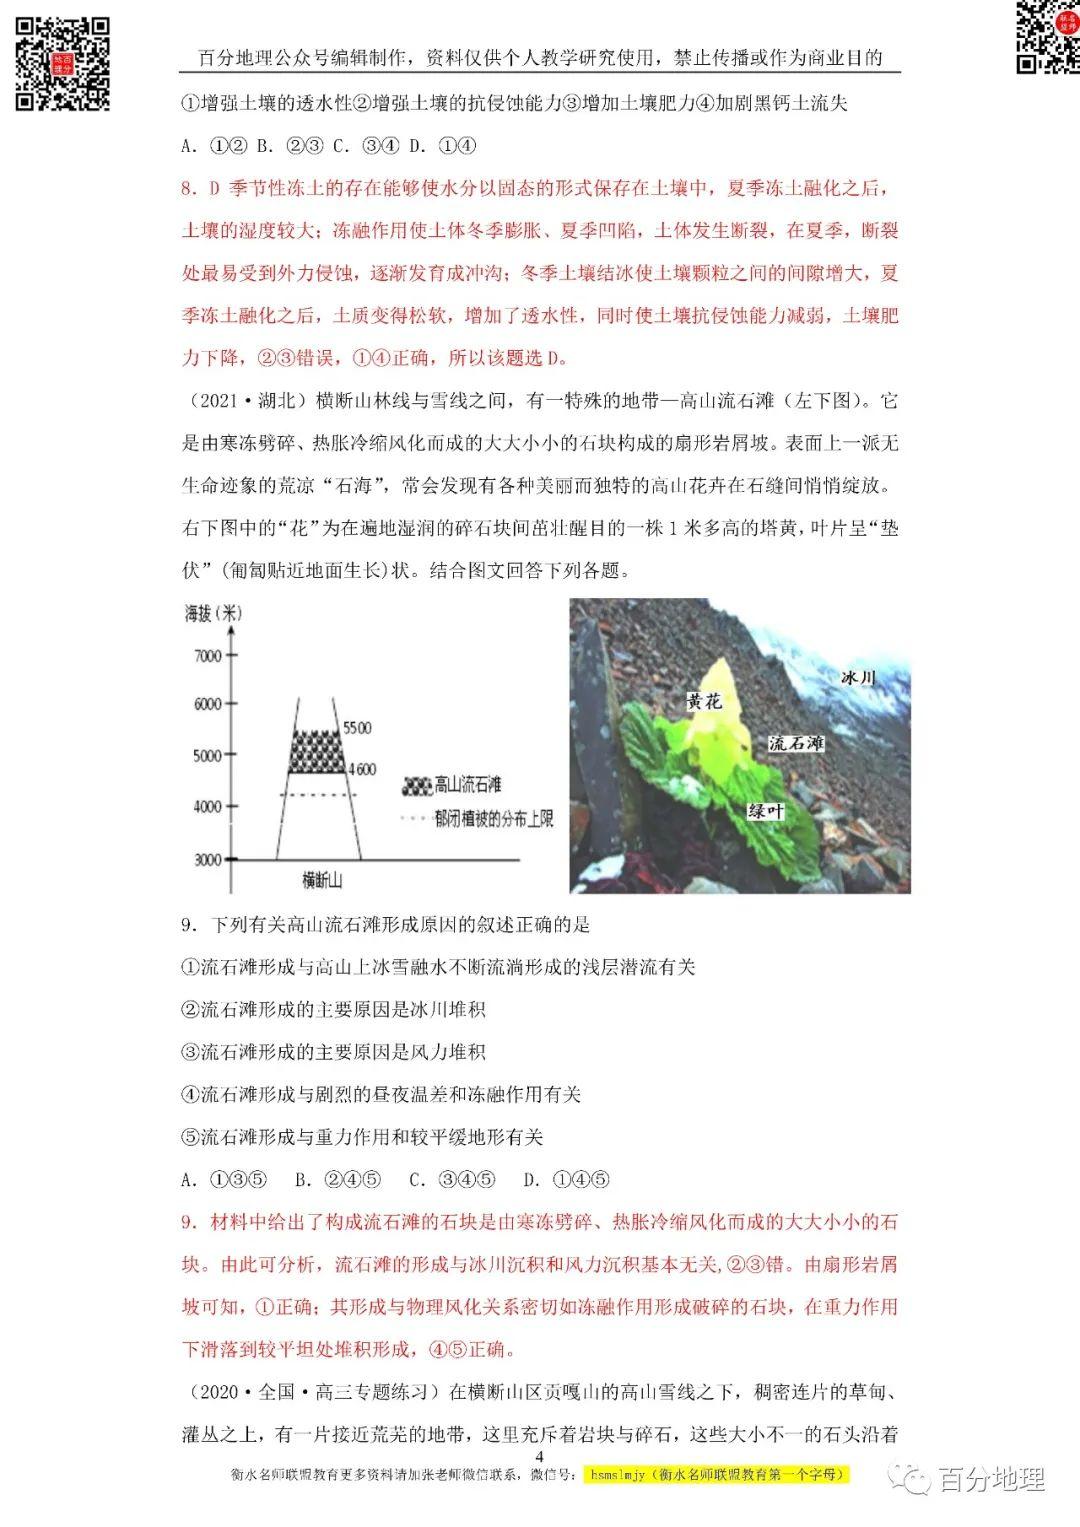 百分地理公众号编辑制作，资料仅供个人教学研究使用，禁止传播或作为商业目的
①增强土壤的透水性②增强土壤的抗侵蚀能力③增加土壤肥力④加剧黑钙土流失
A．①② B．②③ C．③④ D．①④
8．D 季节性冻土的存在能够使水分以固态的形式保存在土壤中，夏季冻土融化之后，
土壤的湿度较大；冻融作用使土体冬季膨胀、夏季凹陷，土体发生断裂，在夏季，断裂
处最易受到外力侵蚀，逐渐发育成冲沟；冬季土壤结冰使土壤颗粒之间的间隙增大，夏
季冻土融化之后，土质变得松软，增加了透水性，同时使土壤抗侵蚀能力减弱，土壤肥
力下降，②③错误，①④正确，所以该题选D。
（2021·湖北）横断山林线与雪线之间，有一特殊的地带—高山流石滩（左下图）。它
是由寒冻劈碎、热胀冷缩风化而成的大大小小的石块构成的扇形岩屑坡。表面上一派无
生命迹象的荒凉“石海”，常会发现有各种美丽而独特的高山花卉在石缝间悄悄绽放。
右下图中的“花”为在遍地湿润的碎石块间茁壮醒目的一株1米多高的塔黄，叶片呈“垫
伏”(匍匐贴近地面生长)状。结合图文回答下列各题。
海拔(米)
7000
6000
5500
5000
4600
高山流石滩
4000
郁闭植被的分布上限
3000
横断山
冰川
黄花
流石滩
绿叶
9．下列有关高山流石滩形成原因的叙述正确的是
①流石滩形成与高山上冰雪融水不断流淌形成的浅层潜流有关
②流石滩形成的主要原因是冰川堆积
③流石滩形成的主要原因是风力堆积
④流石滩形成与剧烈的昼夜温差和冻融作用有关
⑤流石滩形成与重力作用和较平缓地形有关
A．①③⑤ B．②④⑤ C．③④⑤ D．①④⑤
9．材料中给出了构成流石滩的石块是由寒冻劈碎、热胀冷缩风化而成的大大小小的石
块。由此可分析，流石滩的形成与冰川沉积和风力沉积基本无关,②③错。由扇形岩屑
坡可知，①正确；其形成与物理风化关系密切如冻融作用形成破碎的石块，在重力作用
下滑落到较平坦处堆积形成，④⑤正确。
（2020·全国·高三专题练习）在横断山区贡嘎山的高山雪线之下，稠密连片的草甸、
灌丛之上，有一片接近荒芜的地带，这里充斥着岩块与碎石，这些大小不一的石头沿着
4
衡水名师联盟教育更多资料请加张老师微信联系，微信号： hsmslmjy（衡水名师联盟教育第一个字母）
百分地理